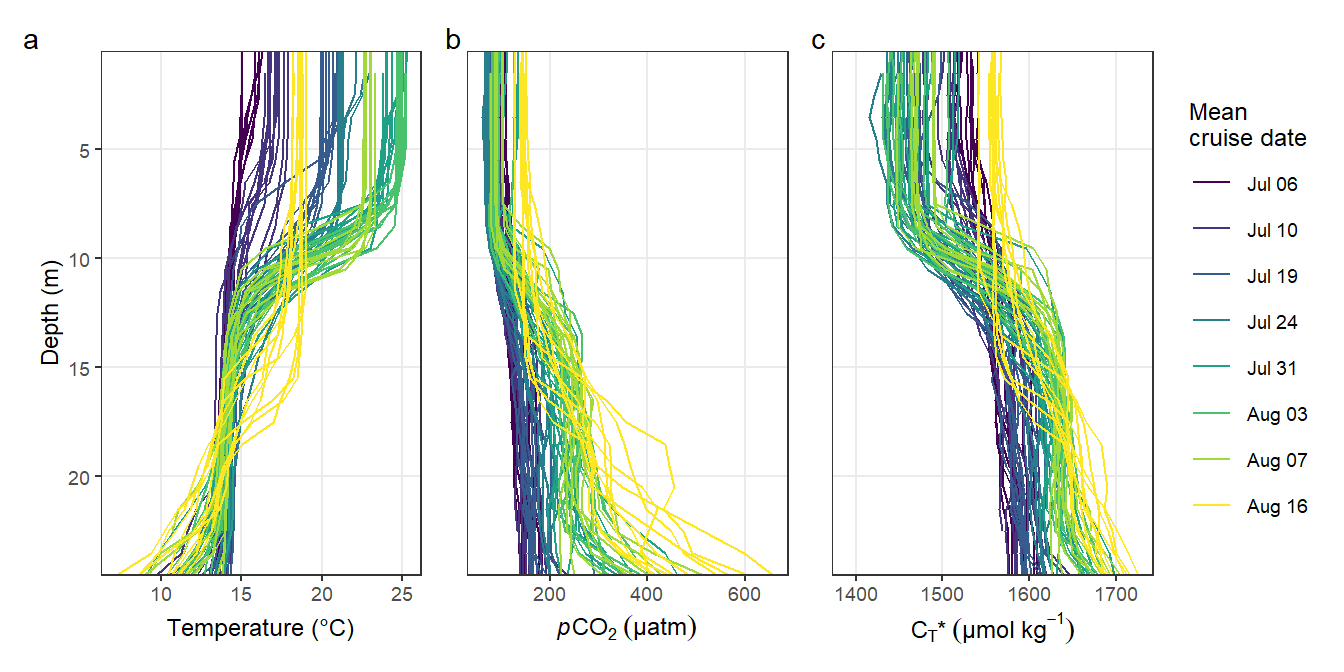 a
b
c
5
10
15
20
Depth (m)
10
15
20
25
Temperature (°C)
200
400
600
pCO₂ (µatm)
1400
1500
1600
1700
C_T* (µmol kg⁻¹)
Mean
cruise date
Jul 06
Jul 10
Jul 19
Jul 24
Jul 31
Aug 03
Aug 07
Aug 16